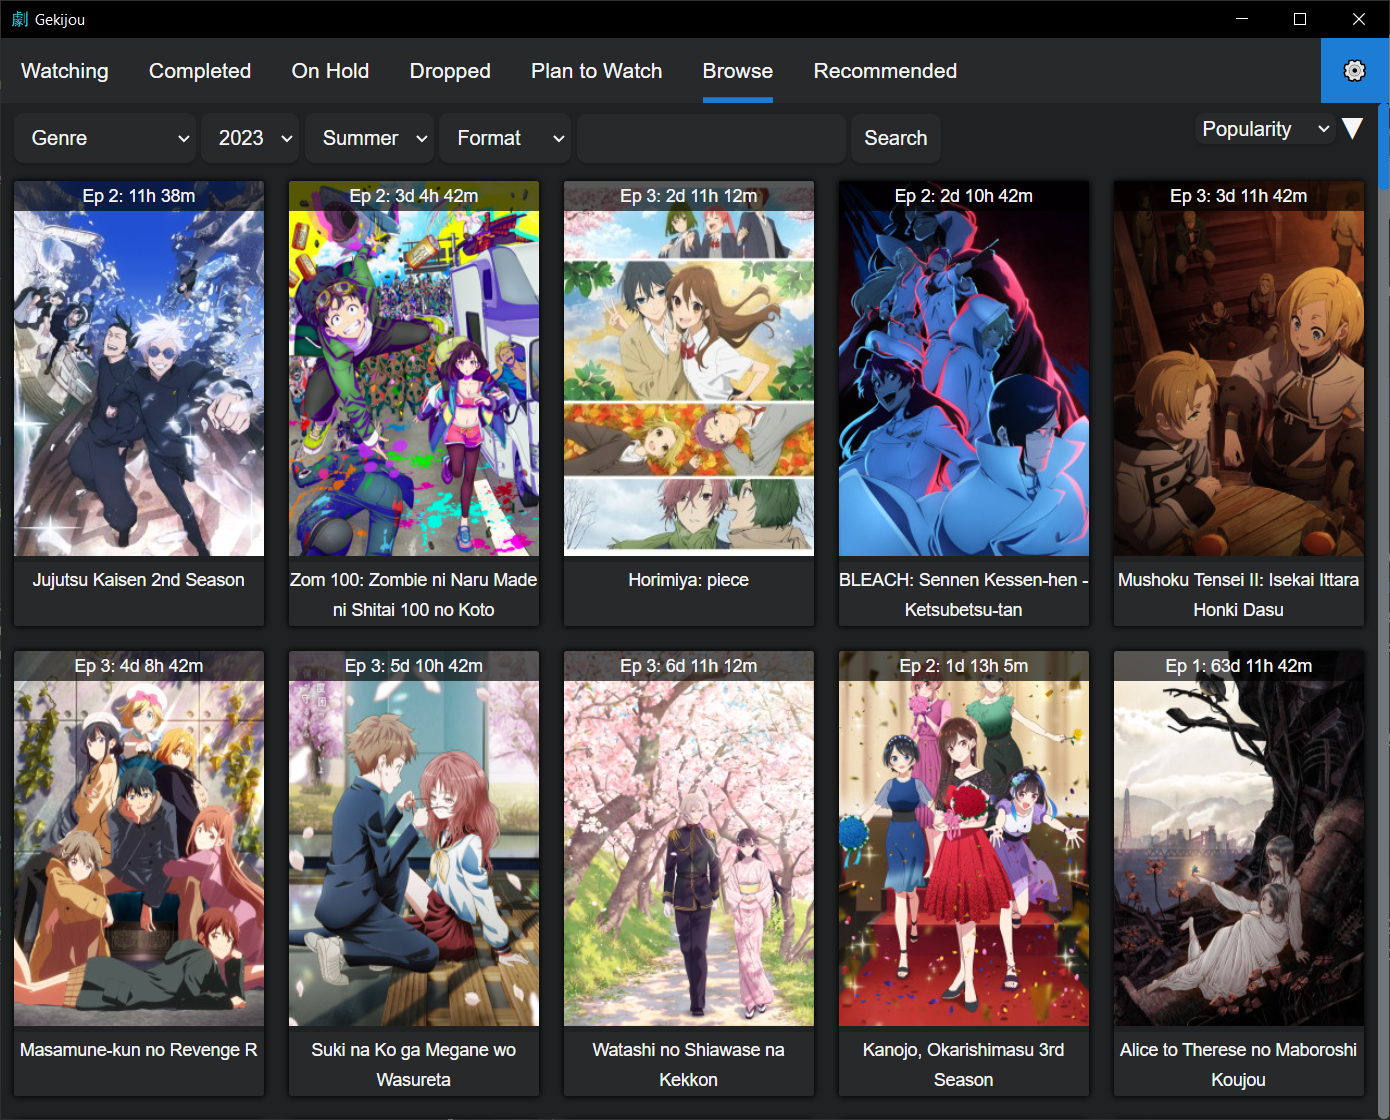 劇 Gekijou
Watching Completed On Hold Dropped Plan to Watch Browse Recommended
Genre 2023 Summer Format Search Popularity
Ep 2: 11h 38m
Ep 2: 3d 4h 42m
Ep 3: 2d 11h 12m
Ep 2: 2d 10h 42m
Ep 3: 3d 11h 42m
Jujutsu Kaisen 2nd Season
Zom 100: Zombie ni Naru Made
ni Shitai 100 no Koto
Horimiya: piece
BLEACH: Sennen Kessen-hen -
Ketsubetsu-tan
Mushoku Tensei II: Isekai Ittara
Honki Dasu
Ep 3: 4d 8h 42m
Ep 3: 5d 10h 42m
Ep 3: 6d 11h 12m
Ep 2: 1d 13h 5m
Ep 1: 63d 11h 42m
Masamune-kun no Revenge R
Suki na Ko ga Megane wo
Wasureta
Watashi no Shiawase na
Kekkon
Kanojo, Okarishimasu 3rd
Season
Alice to Therese no Maboroshi
Koujou